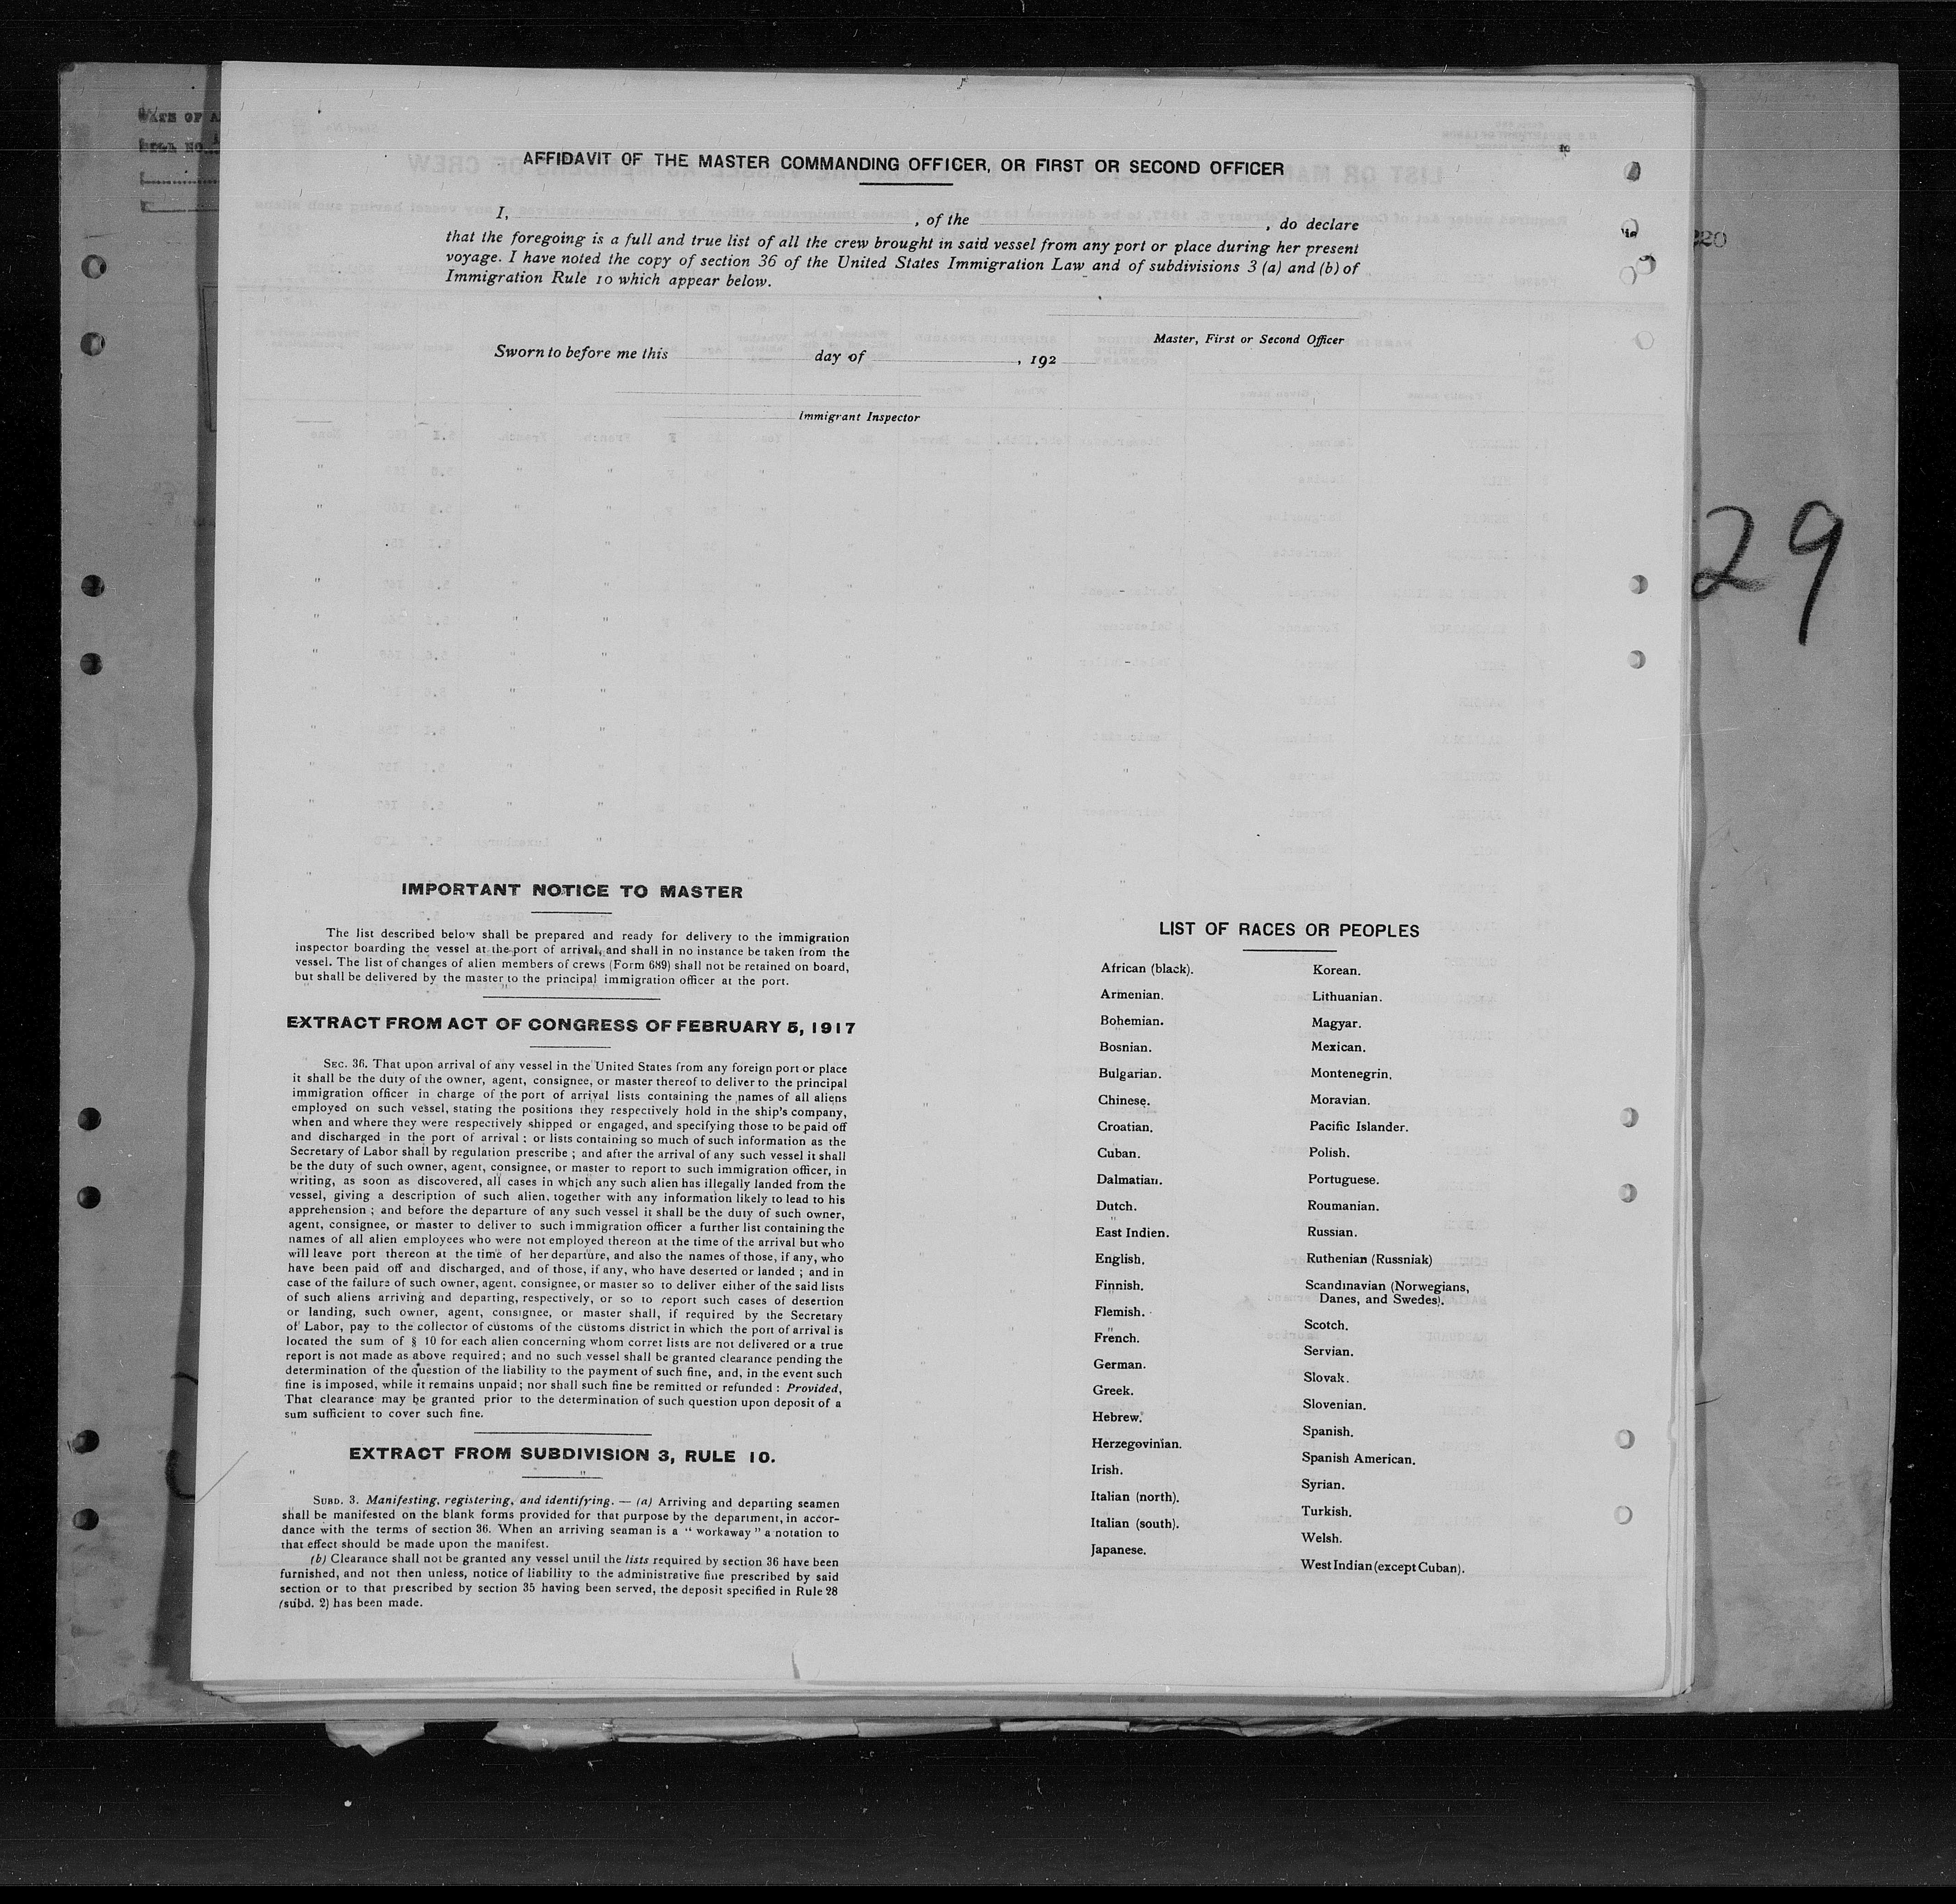 AFFIDAVIT OF THE MASTER COMMANDING OFFICER, OR FIRST OR SECOND OFFICER
I, , of the , do declare
that the foregoing is a full and true list of all the crew brought in said vessel from any port or place during her present
voyage. I have noted the copy of section 36 of the United States Immigration Law and of subdivisions 3 (a) and (b) of
Immigration Rule 10 which appear below.
Master, First or Second Officer
Sworn to before me this day of , 192
Immigrant Inspector
29
IMPORTANT NOTICE TO MASTER
The list described below shall be prepared and ready for delivery to the immigration
inspector boarding the vessel at the port of arrival, and shall in no instance be taken from the
vessel. The list of changes of alien members of crews (Form 689) shall not be retained on board,
but shall be delivered by the master to the principal immigration officer at the port.
EXTRACT FROM ACT OF CONGRESS OF FEBRUARY 5, 1917
SEC. 36. That upon arrival of any vessel in the United States from any foreign port or place
it shall be the duty of the owner, agent, consignee, or master thereof to deliver to the principal
immigration officer in charge of the port of arrival lists containing the names of all aliens
employed on such vessel, stating the positions they respectively hold in the ship's company,
when and where they were respectively shipped or engaged, and specifying those to be paid off
and discharged in the port of arrival ; or lists containing so much of such information as the
Secretary of Labor shall by regulation prescribe ; and after the arrival of any such vessel it shall
be the duty of such owner, agent, consignee, or master to report to such immigration officer, in
writing, as soon as discovered, all cases in which any such alien has illegally landed from the
vessel, giving a description of such alien, together with any information likely to lead to his
apprehension ; and before the departure of any such vessel it shall be the duty of such owner,
agent, consignee, or master to deliver to such immigration officer a further list containing the
names of all alien employees who were not employed thereon at the time of the arrival but who
will leave port thereon at the time of her departure, and also the names of those, if any, who
have been paid off and discharged, and of those, if any, who have deserted or landed ; and in
case of the failure of such owner, agent, consignee, or master so to deliver either of the said lists
of such aliens arriving and departing, respectively, or so to report such cases of desertion
or landing, such owner, agent, consignee, or master shall, if required by the Secretary
of Labor, pay to the collector of customs of the customs district in which the port of arrival is
located the sum of § 10 for each alien concerning whom corret lists are not delivered or a true
report is not made as above required ; and no such vessel shall be granted clearance pending the
determination of the question of the liability to the payment of such fine, and, in the event such
fine is imposed, while it remains unpaid ; nor shall such fine be remitted or refunded : Provided,
That clearance may be granted prior to the determination of such question upon deposit of a
sum sufficient to cover such fine.
EXTRACT FROM SUBDIVISION 3, RULE 10.
SUBD. 3. Manifesting, registering, and identifying. — (a) Arriving and departing seamen
shall be manifested on the blank forms provided for that purpose by the department, in accor-
dance with the terms of section 36. When an arriving seaman is a " workaway " a notation to
that effect should be made upon the manifest.
(b) Clearance shall not be granted any vessel until the lists required by section 36 have been
furnished, and not then unless, notice of liability to the administrative fine prescribed by said
section or to that prescribed by section 35 having been served, the deposit specified in Rule 28
(subd. 2) has been made.
LIST OF RACES OR PEOPLES
African (black).
Armenian.
Bohemian.
Bosnian.
Bulgarian.
Chinese.
Croatian.
Cuban.
Dalmatian.
Dutch.
East Indien.
English.
Finnish.
Flemish.
French.
German.
Greek.
Hebrew.
Herzegovinian.
Irish.
Italian (north).
Italian (south).
Japanese.
Korean.
Lithuanian.
Magyar.
Mexican.
Montenegrin.
Moravian.
Pacific Islander.
Polish.
Portuguese.
Roumanian.
Russian.
Ruthenian (Russniak)
Scandinavian (Norwegians,
Danes, and Swedes).
Scotch.
Servian.
Slovak.
Slovenian.
Spanish.
Spanish American.
Syrian.
Turkish.
Welsh.
West Indian (except Cuban).